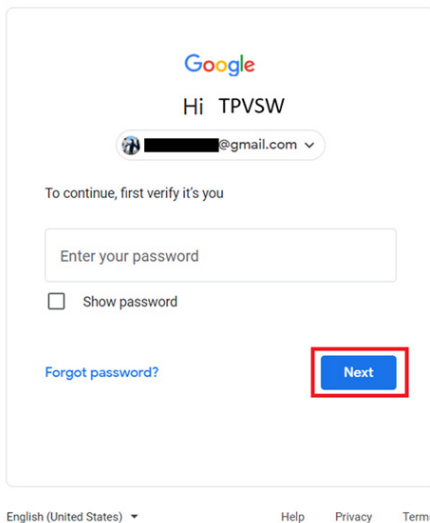 Google
Hi TPVSW
@gmail.com
To continue, first verify it's you
Enter your password
Show password
Forgot password? Next
English (United States) Help Privacy Term